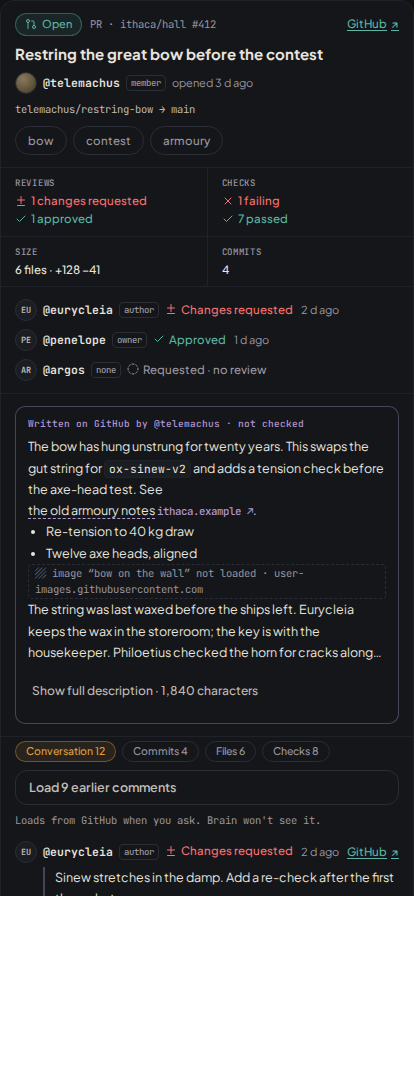 Open PR · ithaca/hall #412 GitHub ↗
Restring the great bow before the contest
@telemachus member opened 3 d ago
telemachus/restring-bow → main
bow contest armoury
REVIEWS
± 1 changes requested
✓ 1 approved
CHECKS
× 1 failing
✓ 7 passed
SIZE
6 files · +128 −41
COMMITS
4
EU @eurycleia author ± Changes requested 2 d ago
PE @penelope owner ✓ Approved 1 d ago
AR @argos none Requested · no review
Written on GitHub by @telemachus · not checked
The bow has hung unstrung for twenty years. This swaps the
gut string for ox-sinew-v2 and adds a tension check before
the axe-head test. See
the old armoury notes ithaca.example ↗.
• Re-tension to 40 kg draw
• Twelve axe heads, aligned
image “bow on the wall” not loaded · user-
images.githubusercontent.com
The string was last waxed before the ships left. Eurycleia
keeps the wax in the storeroom; the key is with the
housekeeper. Philoetius checked the horn for cracks along…
Show full description · 1,840 characters
Conversation 12 Commits 4 Files 6 Checks 8
Load 9 earlier comments
Loads from GitHub when you ask. Brain won't see it.
EU @eurycleia author ± Changes requested 2 d ago GitHub ↗
Sinew stretches in the damp. Add a re-check after the first